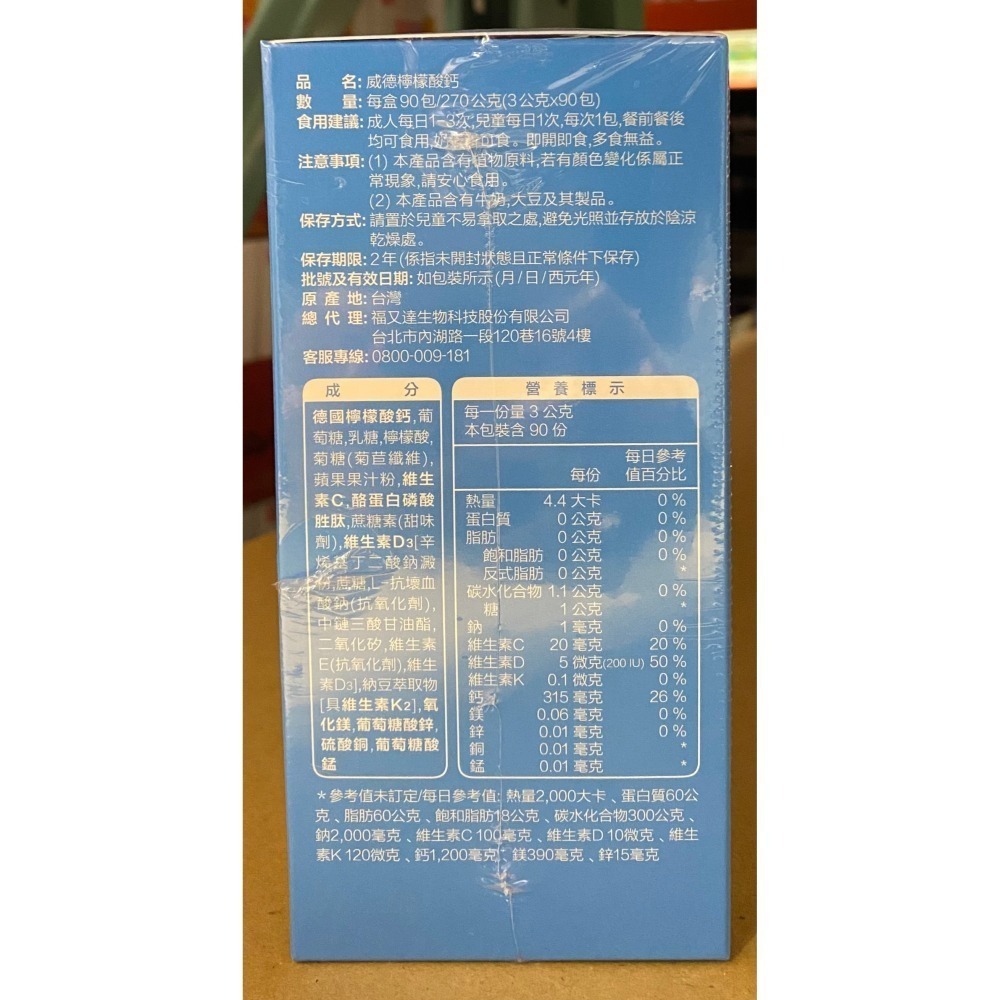 品　　名: 威德檸檬酸鈣
數　　量: 每盒90包/270公克(3公克x90包)
食用建議: 成人每日1-3次,兒童每日1次,每次1包,餐前餐後
均可食用,奶素者可食。即開即食,多食無益。
注意事項: (1) 本產品含有植物原料,若有顏色變化係屬正
常現象,請安心食用。
(2) 本產品含有牛奶,大豆及其製品。
保存方式: 請置於兒童不易拿取之處,避免光照並存放於陰涼
乾燥處。
保存期限: 2年(係指未開封狀態且正常條件下保存)
批號及有效日期: 如包裝所示(月/日/西元年)
原 產 地: 台灣
總 代 理: 福又達生物科技股份有限公司
台北市內湖路一段120巷16號4樓
客服專線: 0800-009-181
成　　分
德國檸檬酸鈣,葡
萄糖,乳糖,檸檬酸,
菊糖(菊苣纖維),
蘋果果汁粉,維生
素C,酪蛋白磷酸
胜肽,蔗糖素(甜味
劑),維生素D3[辛
烯基丁二酸鈉澱
粉,蔗糖,L-抗壞血
酸鈉(抗氧化劑),
中鏈三酸甘油酯,
二氧化矽,維生素
E(抗氧化劑),維生
素D3],納豆萃取物
[具維生素K2],氧
化鎂,葡萄糖酸鋅,
硫酸銅,葡萄糖酸
錳
營養標示
每一份量 3 公克
本包裝含 90 份
每份　每日參考值百分比
熱量 4.4 大卡 0 %
蛋白質 0 公克 0 %
脂肪 0 公克 0 %
飽和脂肪 0 公克 0 %
反式脂肪 0 公克 *
碳水化合物 1.1 公克 0 %
糖 1 公克 *
鈉 1 毫克 0 %
維生素C 20 毫克 20 %
維生素D 5 微克(200 IU) 50 %
維生素K 0.1 微克 0 %
鈣 315 毫克 26 %
鎂 0.06 毫克 0 %
鋅 0.01 毫克 0 %
銅 0.01 毫克 *
錳 0.01 毫克 *
*參考值未訂定/每日參考值: 熱量2,000大卡、蛋白質60公
克、脂肪60公克、飽和脂肪18公克、碳水化合物300公克、
鈉2,000毫克、維生素C 100毫克、維生素D 10微克、維生
素K 120微克、鈣1,200毫克、鎂390毫克、鋅15毫克